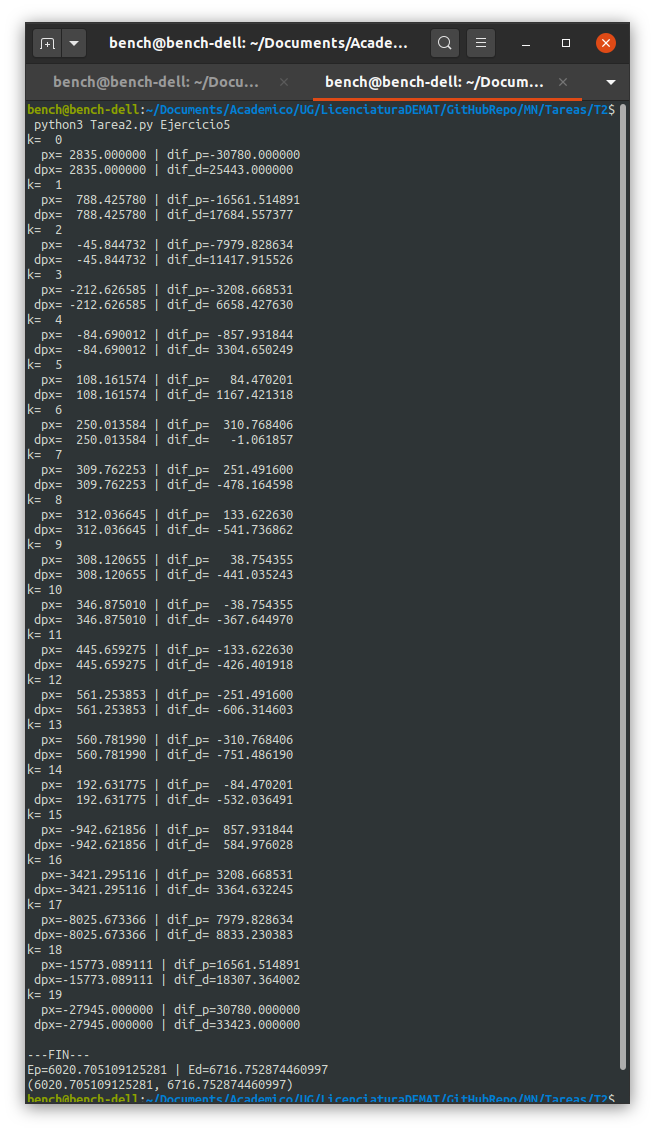 bench@bench-dell: ~/Documents/Acade...
bench@bench-dell: ~/Docu...
bench@bench-dell: ~/Docum...
bench@bench-dell:~/Documents/Academico/UG/LicenciaturaDEMAT/GitHubRepo/MN/Tareas/T2$
 python3 Tarea2.py Ejercicio5
k=  0
  px= 2835.000000 | dif_p=-30780.000000
 dpx= 2835.000000 | dif_d=25443.000000
k=  1
  px=  788.425780 | dif_p=-16561.514891
 dpx=  788.425780 | dif_d=17684.557377
k=  2
  px=  -45.844732 | dif_p=-7979.828634
 dpx=  -45.844732 | dif_d=11417.915526
k=  3
  px= -212.626585 | dif_p=-3208.668531
 dpx= -212.626585 | dif_d= 6658.427630
k=  4
  px=  -84.690012 | dif_p= -857.931844
 dpx=  -84.690012 | dif_d= 3304.650249
k=  5
  px=  108.161574 | dif_p=   84.470201
 dpx=  108.161574 | dif_d= 1167.421318
k=  6
  px=  250.013584 | dif_p=  310.768406
 dpx=  250.013584 | dif_d=   -1.061857
k=  7
  px=  309.762253 | dif_p=  251.491600
 dpx=  309.762253 | dif_d= -478.164598
k=  8
  px=  312.036645 | dif_p=  133.622630
 dpx=  312.036645 | dif_d= -541.736862
k=  9
  px=  308.120655 | dif_p=   38.754355
 dpx=  308.120655 | dif_d= -441.035243
k= 10
  px=  346.875010 | dif_p=  -38.754355
 dpx=  346.875010 | dif_d= -367.644970
k= 11
  px=  445.659275 | dif_p= -133.622630
 dpx=  445.659275 | dif_d= -426.401918
k= 12
  px=  561.253853 | dif_p= -251.491600
 dpx=  561.253853 | dif_d= -606.314603
k= 13
  px=  560.781990 | dif_p= -310.768406
 dpx=  560.781990 | dif_d= -751.486190
k= 14
  px=  192.631775 | dif_p=  -84.470201
 dpx=  192.631775 | dif_d= -532.036491
k= 15
  px= -942.621856 | dif_p=  857.931844
 dpx= -942.621856 | dif_d=  584.976028
k= 16
  px=-3421.295116 | dif_p= 3208.668531
 dpx=-3421.295116 | dif_d= 3364.632245
k= 17
  px=-8025.673366 | dif_p= 7979.828634
 dpx=-8025.673366 | dif_d= 8833.230383
k= 18
  px=-15773.089111 | dif_p=16561.514891
 dpx=-15773.089111 | dif_d=18307.364002
k= 19
  px=-27945.000000 | dif_p=30780.000000
 dpx=-27945.000000 | dif_d=33423.000000

---FIN---
Ep=6020.705109125281 | Ed=6716.752874460997
(6020.705109125281, 6716.752874460997)
bench@bench-dell:~/Documents/Academico/UG/LicenciaturaDEMAT/GitHubRepo/MN/Tareas/T2$